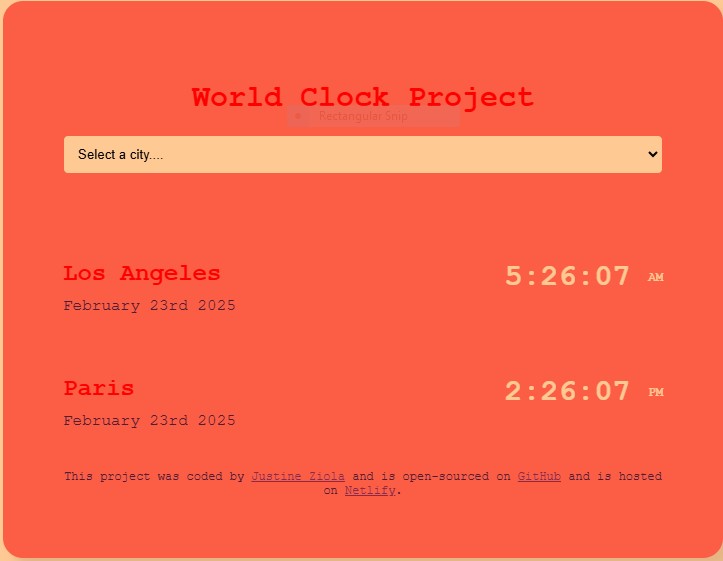 World Clock Project
Rectangular Snip
Select a city....
Los Angeles
5:26:07 AM
February 23rd 2025
Paris
2:26:07 PM
February 23rd 2025
This project was coded by Justine Ziola and is open-sourced on GitHub and is hosted
on Netlify.